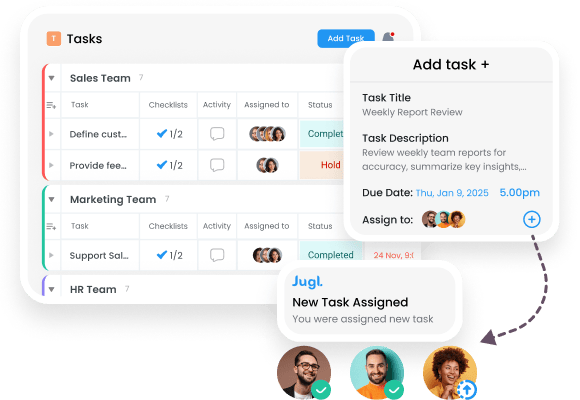 T Tasks
Add Task
Sales Team 7
Task Checklists Activity Assigned to Status
Define cust... 1/2 Complet
Provide fee... 1/2 Hold
Marketing Team 7
Task Checklists Activity Assigned to Status
Support Sal... 1/2 Completed 24 Nov, 9:0
HR Team 7
Add task +
Task Title
Weekly Report Review
Task Description
Review weekly team reports for
accuracy, summarize key insights,...
Due Date: Thu, Jan 9, 2025 5.00pm
Assign to:
Jugl.
New Task Assigned
You were assigned new task